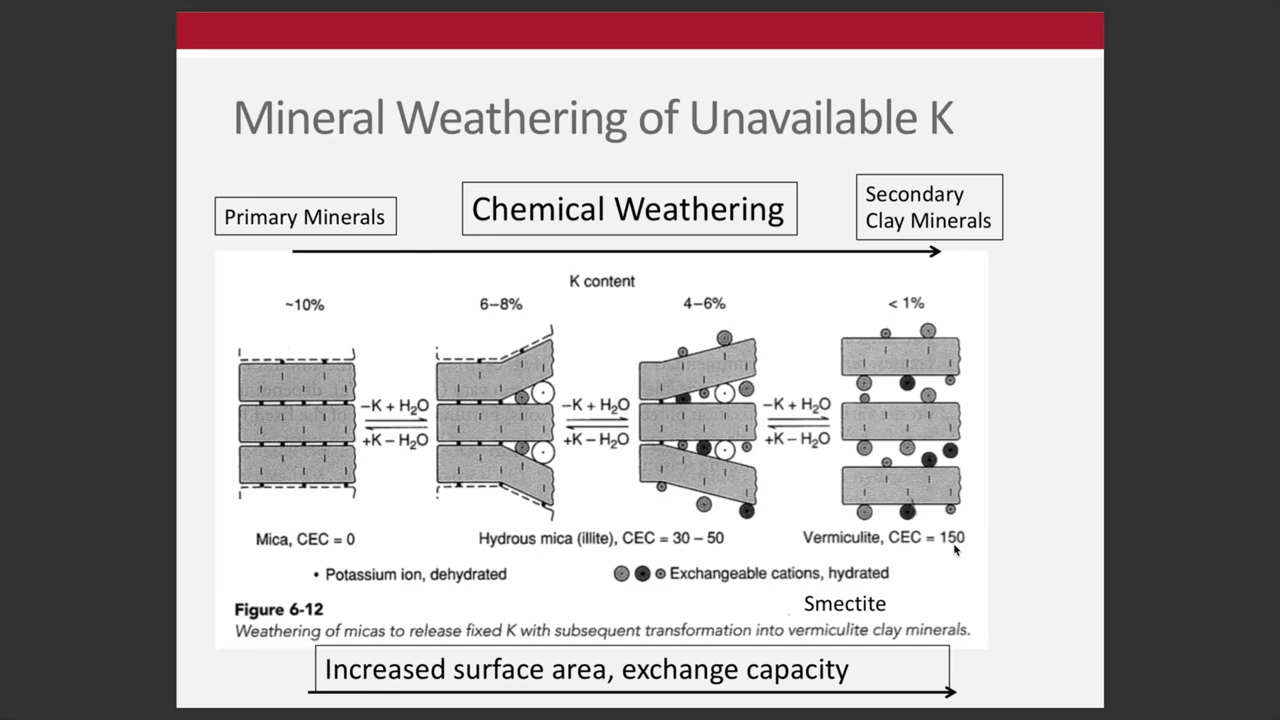 Mineral Weathering of Unavailable K
Primary Minerals
Chemical Weathering
Secondary
Clay Minerals
K content
~10%
6–8%
4–6%
< 1%
–K + H₂O
+K – H₂O
–K + H₂O
+K – H₂O
–K + H₂O
+K – H₂O
Mica, CEC = 0
Hydrous mica (illite), CEC = 30 – 50
Vermiculite, CEC = 150
• Potassium ion, dehydrated
Exchangeable cations, hydrated
Smectite
Figure 6-12
Weathering of micas to release fixed K with subsequent transformation into vermiculite clay minerals.
Increased surface area, exchange capacity